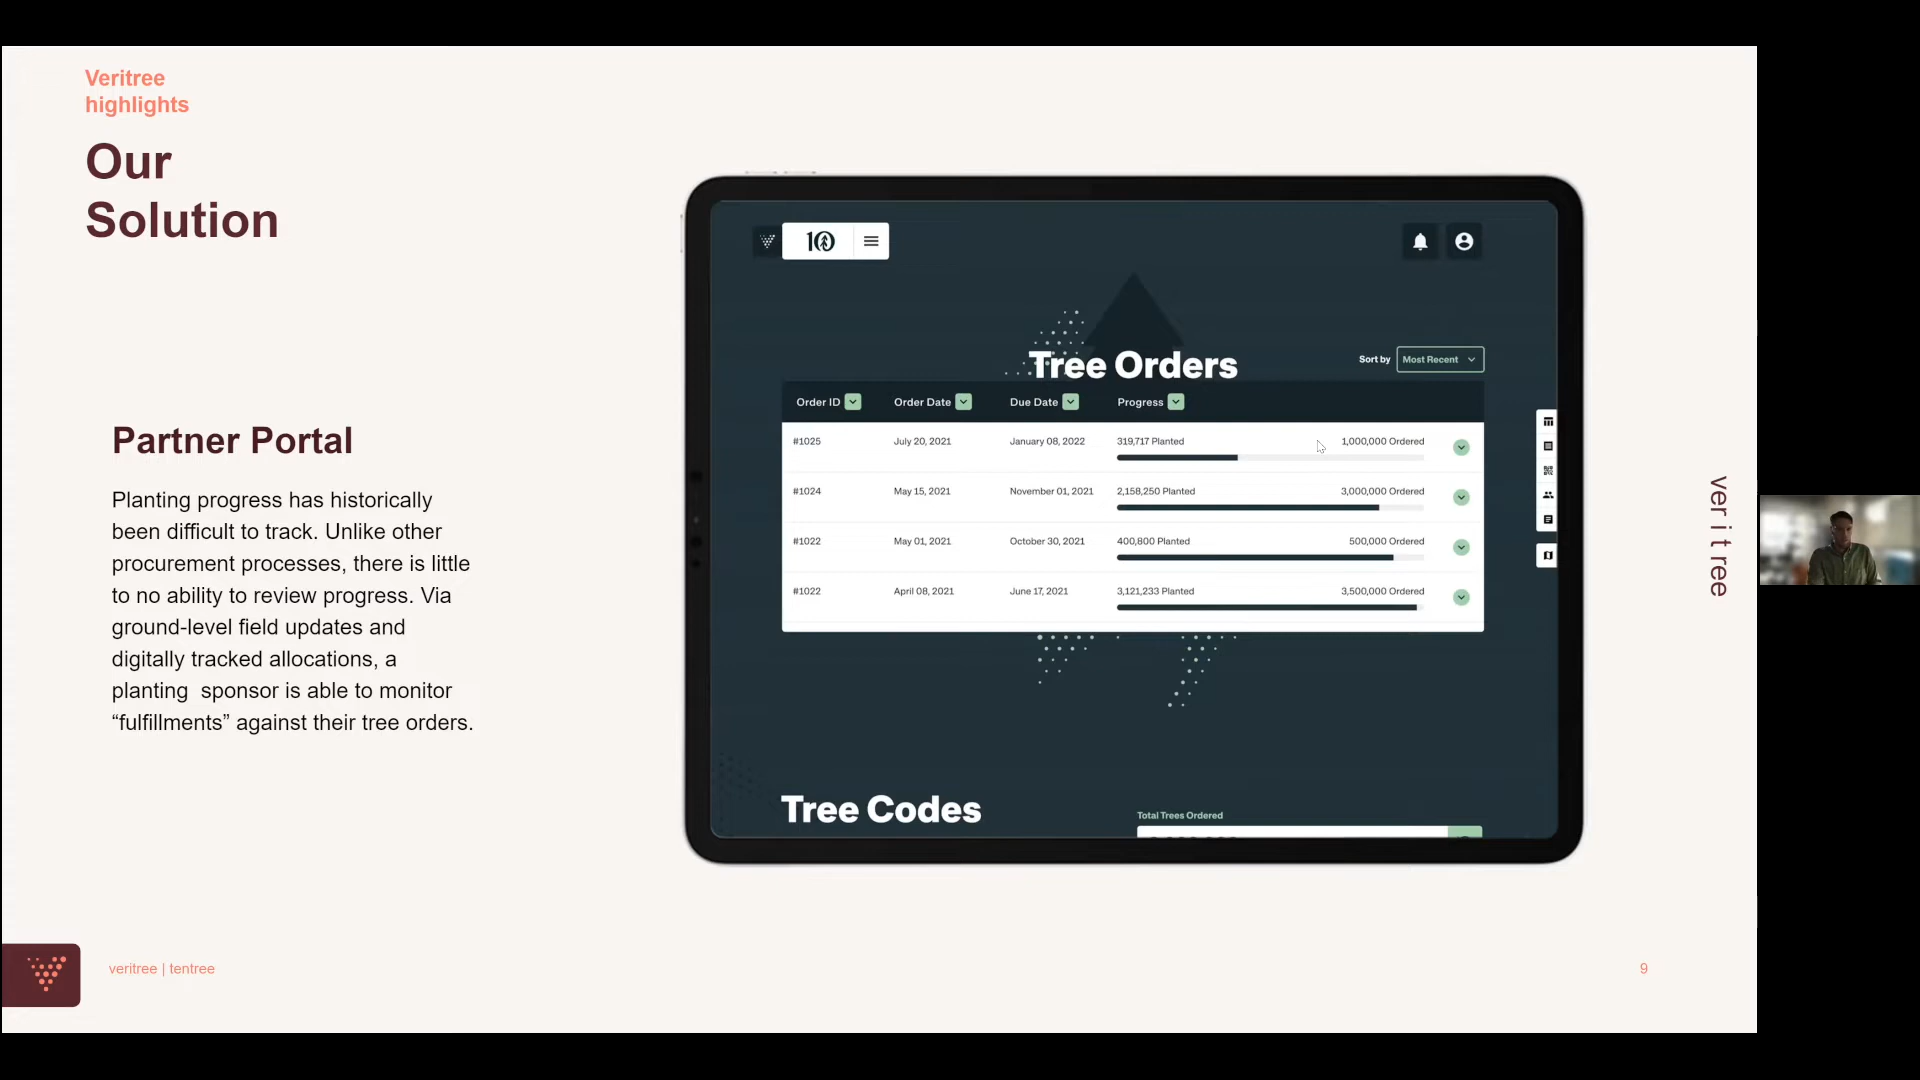 Veritree
highlights
Our
Solution
Partner Portal
Planting progress has historically
been difficult to track. Unlike other
procurement processes, there is little
to no ability to review progress. Via
ground-level field updates and
digitally tracked allocations, a
planting  sponsor is able to monitor
“fulfillments” against their tree orders.
10
Tree Orders
Sort by Most Recent
Order ID Order Date Due Date Progress
#1025 July 20, 2021 January 08, 2022 319,717 Planted 1,000,000 Ordered
#1024 May 15, 2021 November 01, 2021 2,158,250 Planted 3,000,000 Ordered
#1022 May 01, 2021 October 30, 2021 400,800 Planted 500,000 Ordered
#1022 April 08, 2021 June 17, 2021 3,121,233 Planted 3,500,000 Ordered
Tree Codes
Total Trees Ordered
veritree
veritree | tentree
9